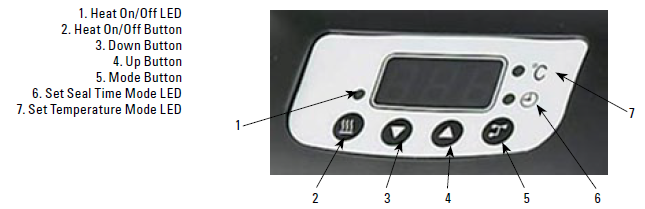 1. Heat On/Off LED
2. Heat On/Off Button
3. Down Button
4. Up Button
5. Mode Button
6. Set Seal Time Mode LED
7. Set Temperature Mode LED
°C
1
7
2
3
4
5
6